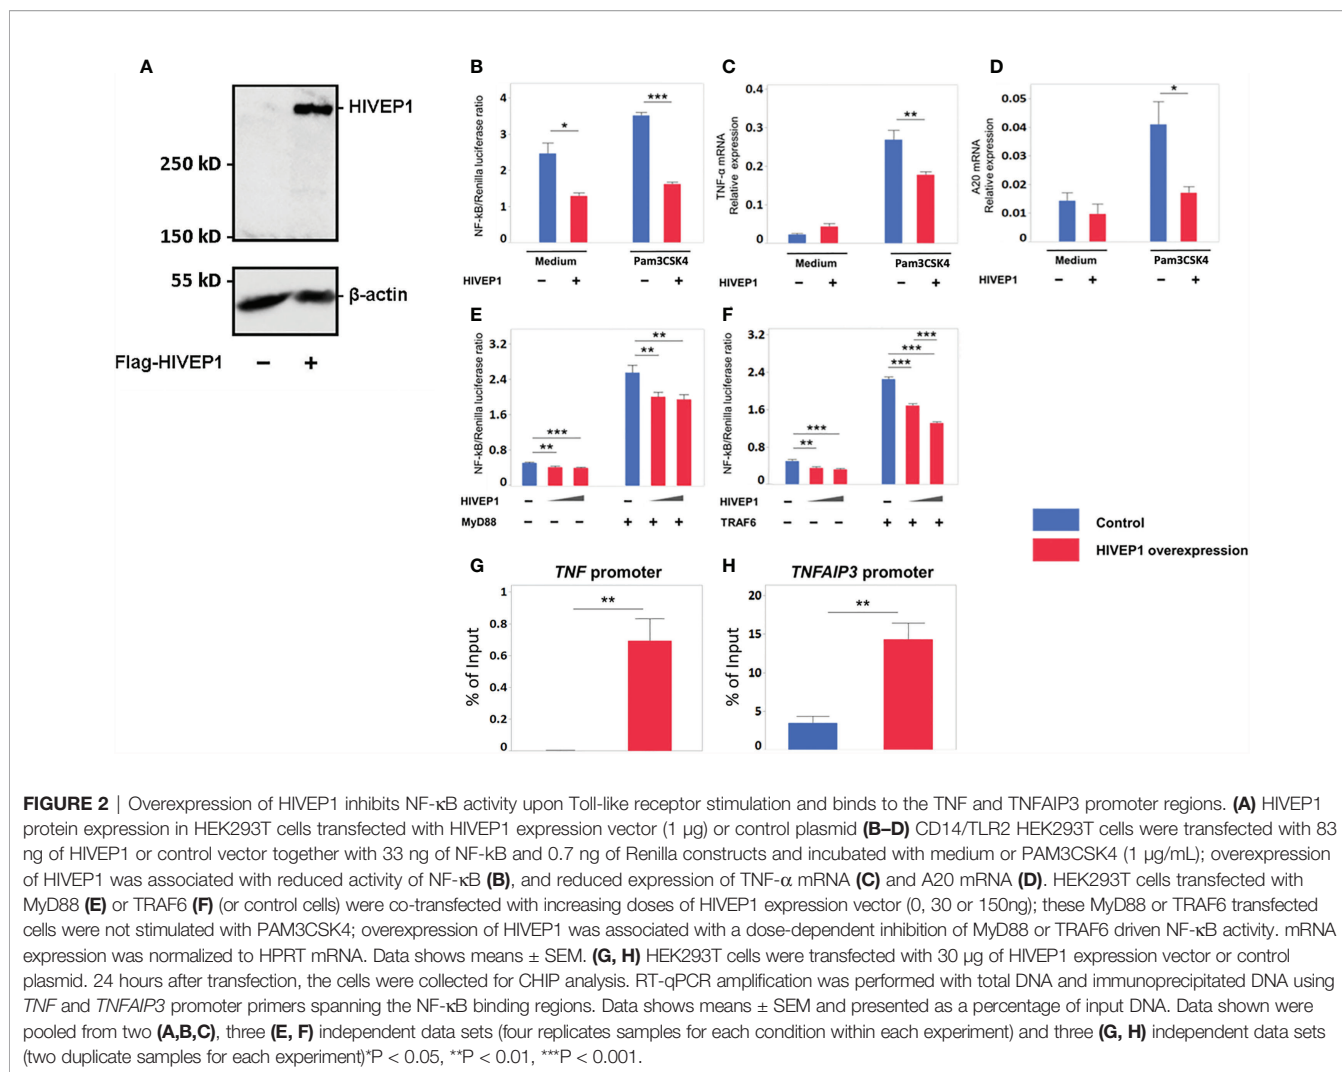 A
HIVEP1
250 kD
150 kD
55 kD
β-actin
Flag-HIVEP1 − +
B
NF-kB/Renilla luciferase ratio
4
3
2
1
0
*
***
Medium Pam3CSK4
HIVEP1 − + − +
C
TNF-α mRNA
Relative expression
0.4
0.3
0.2
0.1
0
**
Medium Pam3CSK4
HIVEP1 − + − +
D
A20 mRNA
Relative expression
0.05
0.04
0.03
0.02
0.01
0
*
Medium Pam3CSK4
HIVEP1 − + − +
E
NF-kB/Renilla luciferase ratio
3.2
2.4
1.6
0.8
0
***
**
**
**
HIVEP1 − −
MyD88 − − − + + +
F
NF-kB/Renilla luciferase ratio
3.2
2.4
1.6
0.8
0
***
**
***
***
***
HIVEP1 − −
TRAF6 − − − + + +
Control
HIVEP1 overexpression
G
TNF promoter
% of Input
1
0.8
0.6
0.4
0.2
0
**
H
TNFAIP3 promoter
% of Input
20
15
10
5
0
**
FIGURE 2 | Overexpression of HIVEP1 inhibits NF-κB activity upon Toll-like receptor stimulation and binds to the TNF and TNFAIP3 promoter regions. (A) HIVEP1
protein expression in HEK293T cells transfected with HIVEP1 expression vector (1 µg) or control plasmid (B–D) CD14/TLR2 HEK293T cells were transfected with 83
ng of HIVEP1 or control vector together with 33 ng of NF-kB and 0.7 ng of Renilla constructs and incubated with medium or PAM3CSK4 (1 µg/mL); overexpression
of HIVEP1 was associated with reduced activity of NF-κB (B), and reduced expression of TNF-α mRNA (C) and A20 mRNA (D). HEK293T cells transfected with
MyD88 (E) or TRAF6 (F) (or control cells) were co-transfected with increasing doses of HIVEP1 expression vector (0, 30 or 150ng); these MyD88 or TRAF6 transfected
cells were not stimulated with PAM3CSK4; overexpression of HIVEP1 was associated with a dose-dependent inhibition of MyD88 or TRAF6 driven NF-κB activity. mRNA
expression was normalized to HPRT mRNA. Data shows means ± SEM. (G, H) HEK293T cells were transfected with 30 µg of HIVEP1 expression vector or control
plasmid. 24 hours after transfection, the cells were collected for CHIP analysis. RT-qPCR amplification was performed with total DNA and immunoprecipitated DNA using
TNF and TNFAIP3 promoter primers spanning the NF-κB binding regions. Data shows means ± SEM and presented as a percentage of input DNA. Data shown were
pooled from two (A,B,C), three (E, F) independent data sets (four replicates samples for each condition within each experiment) and three (G, H) independent data sets
(two duplicate samples for each experiment)*P < 0.05, **P < 0.01, ***P < 0.001.